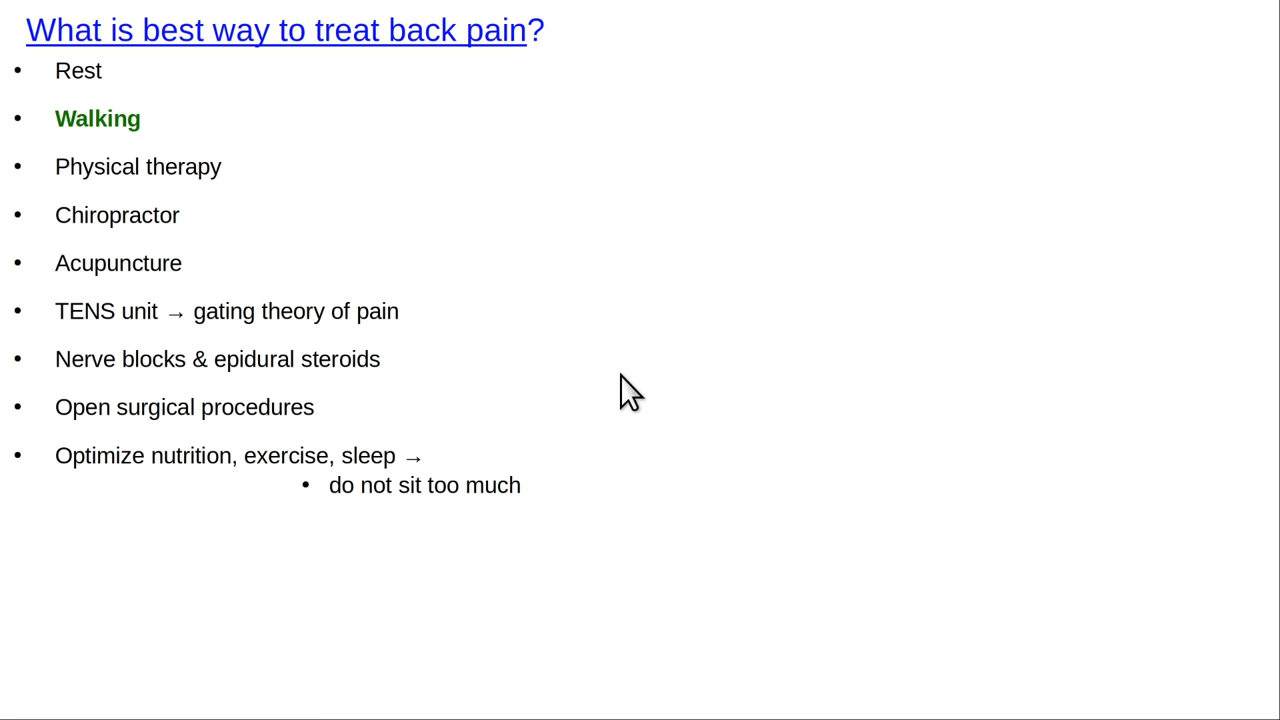 What is best way to treat back pain?
• Rest
• Walking
• Physical therapy
• Chiropractor
• Acupuncture
• TENS unit → gating theory of pain
• Nerve blocks & epidural steroids
• Open surgical procedures
• Optimize nutrition, exercise, sleep →
• do not sit too much